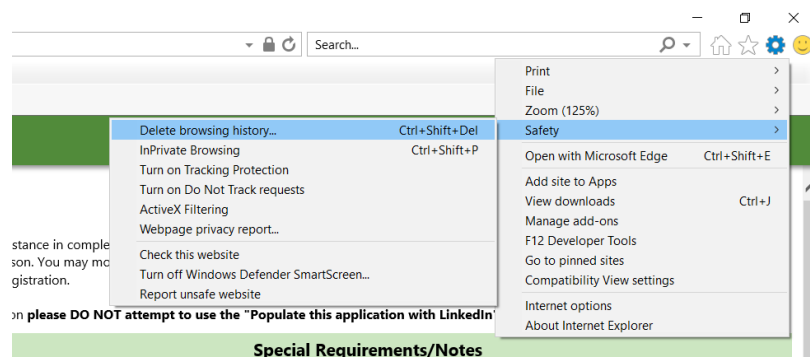 Search...
Print
File
Zoom (125%)
Safety
Open with Microsoft Edge Ctrl+Shift+E
Add site to Apps
View downloads Ctrl+J
Manage add-ons
F12 Developer Tools
Go to pinned sites
Compatibility View settings
Internet options
About Internet Explorer
Delete browsing history... Ctrl+Shift+Del
InPrivate Browsing Ctrl+Shift+P
Turn on Tracking Protection
Turn on Do Not Track requests
ActiveX Filtering
Webpage privacy report...
Check this website
Turn off Windows Defender SmartScreen...
Report unsafe website
stance in comple
son. You may mo
gistration.
on please DO NOT attempt to use the "Populate this application with LinkedIn"
Special Requirements/Notes